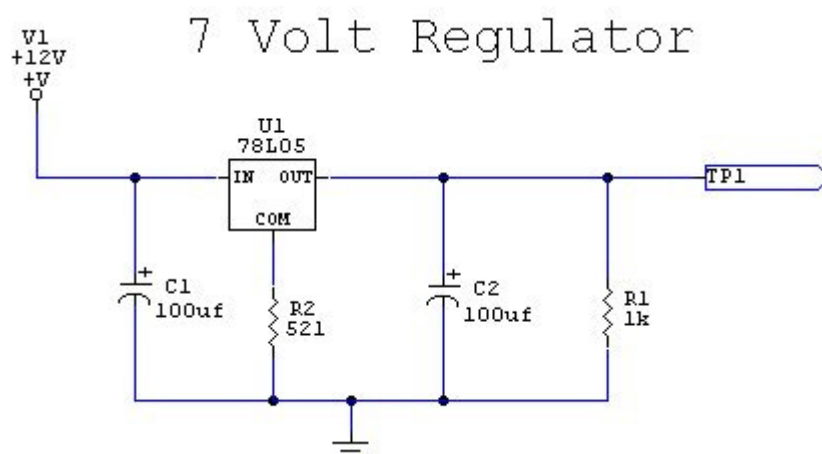 7 Volt Regulator
V1
+12V
+V
U1
78L05
IN OUT
COM
TP1
C1
100uf
R2
521
C2
100uf
R1
1k